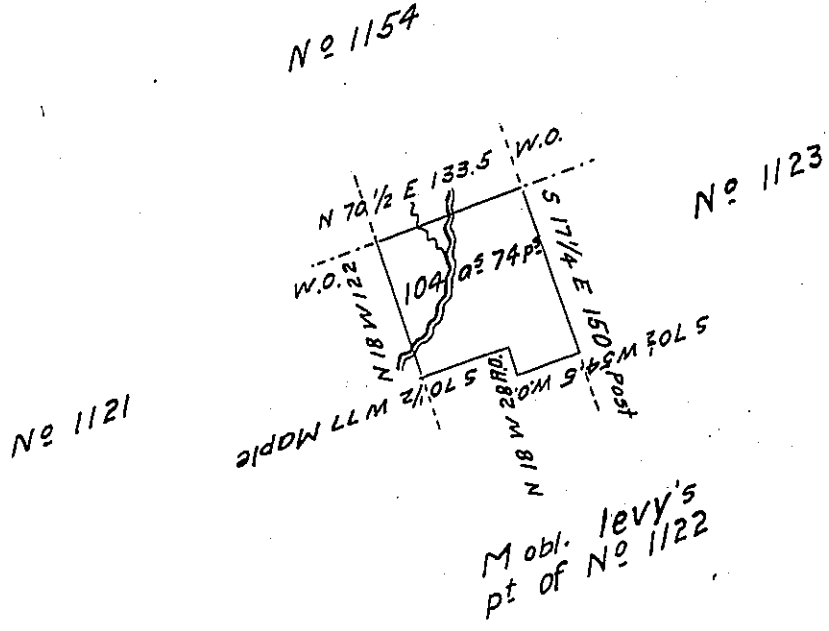 Nº 1154
Nº 1123
N 70 1/2 E 133.5
W.O.
S 17 1/4 E 150
post
W.O.
N 18 W 122
104 aˢ 74 pˢ
S 70 1/2 W 54.5
W.O.
N 18 W 28
S 70 1/2 W 77
Maple
Nº 1121
M obl. levy's
pt of Nº 1122